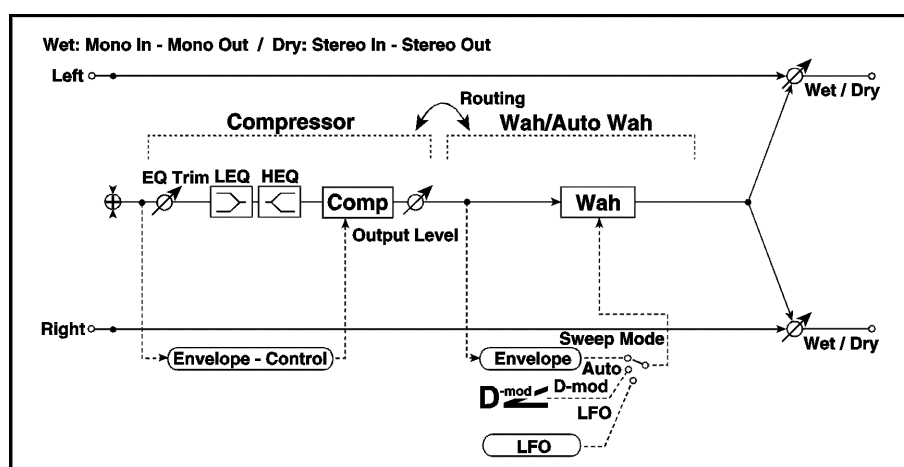 Wet: Mono In - Mono Out / Dry: Stereo In - Stereo Out
Left
Wet / Dry
Routing
Compressor
Wah/Auto Wah
EQ Trim
LEQ
HEQ
Comp
Wah
Output Level
Right
Wet / Dry
Sweep Mode
Envelope - Control
Envelope
Auto
D-mod
D-mod
LFO
LFO